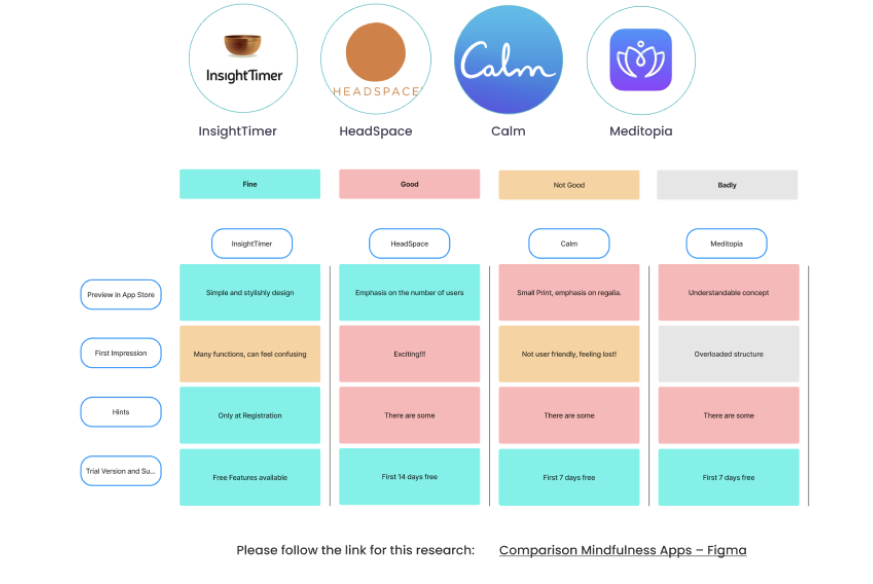 InsightTimer
HEADSPACE
Calm
InsightTimer
HeadSpace
Calm
Meditopia
Fine
Good
Not Good
Badly
InsightTimer
HeadSpace
Calm
Meditopia
Preview in App Store
Simple and stylishly design
Emphasis on the number of users
Small Print, emphasis on regalia.
Understandable concept
First Impression
Many functions, can feel confusing
Exciting!!!
Not user friendly, feeling lost!
Overloaded structure
Hints
Only at Registration
There are some
There are some
There are some
Trial Version and Su...
Free Features available
First 14 days free
First 7 days free
First 7 days free
Please follow the link for this research:
Comparison Mindfulness Apps – Figma